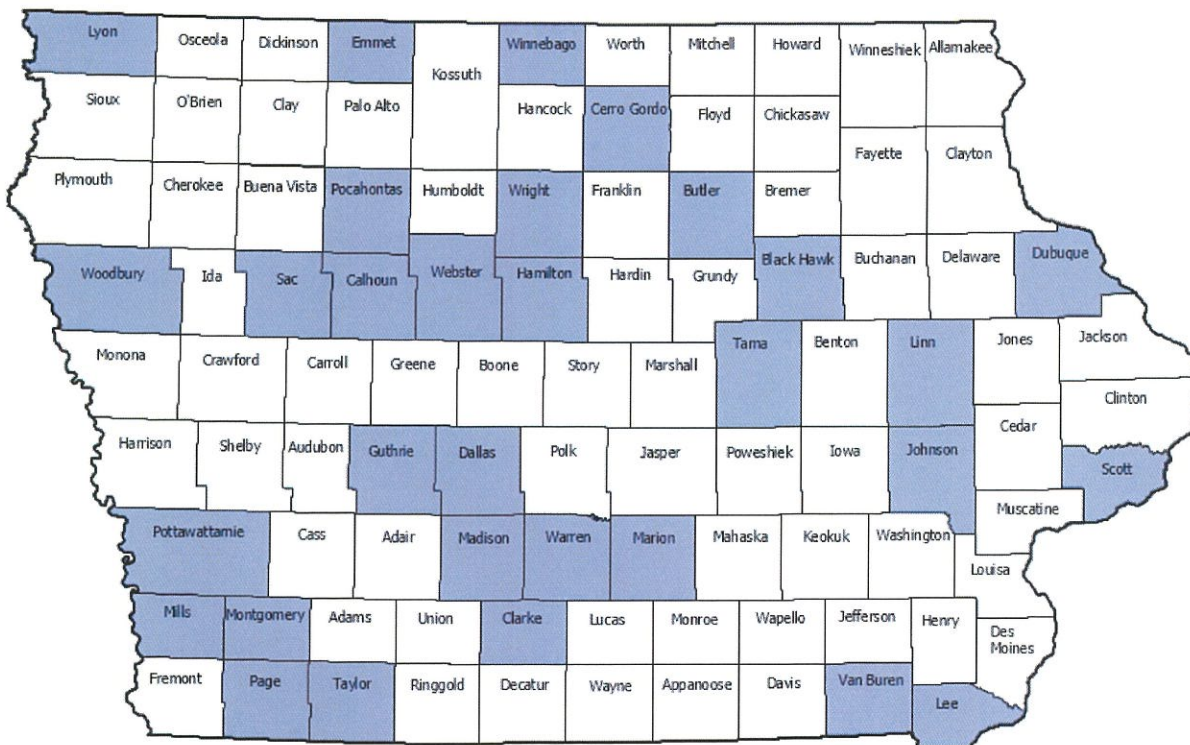 Lyon
Osceola
Dickinson
Emmet
Kossuth
Winnebago
Worth
Mitchell
Howard
Winneshiek
Allamakee
Sioux
O'Brien
Clay
Palo Alto
Hancock
Cerro Gordo
Floyd
Chickasaw
Fayette
Clayton
Plymouth
Cherokee
Buena Vista
Pocahontas
Humboldt
Wright
Franklin
Butler
Bremer
Woodbury
Ida
Sac
Calhoun
Webster
Hamilton
Hardin
Grundy
Black Hawk
Buchanan
Delaware
Dubuque
Monona
Crawford
Carroll
Greene
Boone
Story
Marshall
Tama
Benton
Linn
Jones
Jackson
Clinton
Harrison
Shelby
Audubon
Guthrie
Dallas
Polk
Jasper
Poweshiek
Iowa
Johnson
Cedar
Scott
Muscatine
Pottawattamie
Cass
Adair
Madison
Warren
Marion
Mahaska
Keokuk
Washington
Louisa
Mills
Montgomery
Adams
Union
Clarke
Lucas
Monroe
Wapello
Jefferson
Henry
Des
Moines
Fremont
Page
Taylor
Ringgold
Decatur
Wayne
Appanoose
Davis
Van Buren
Lee